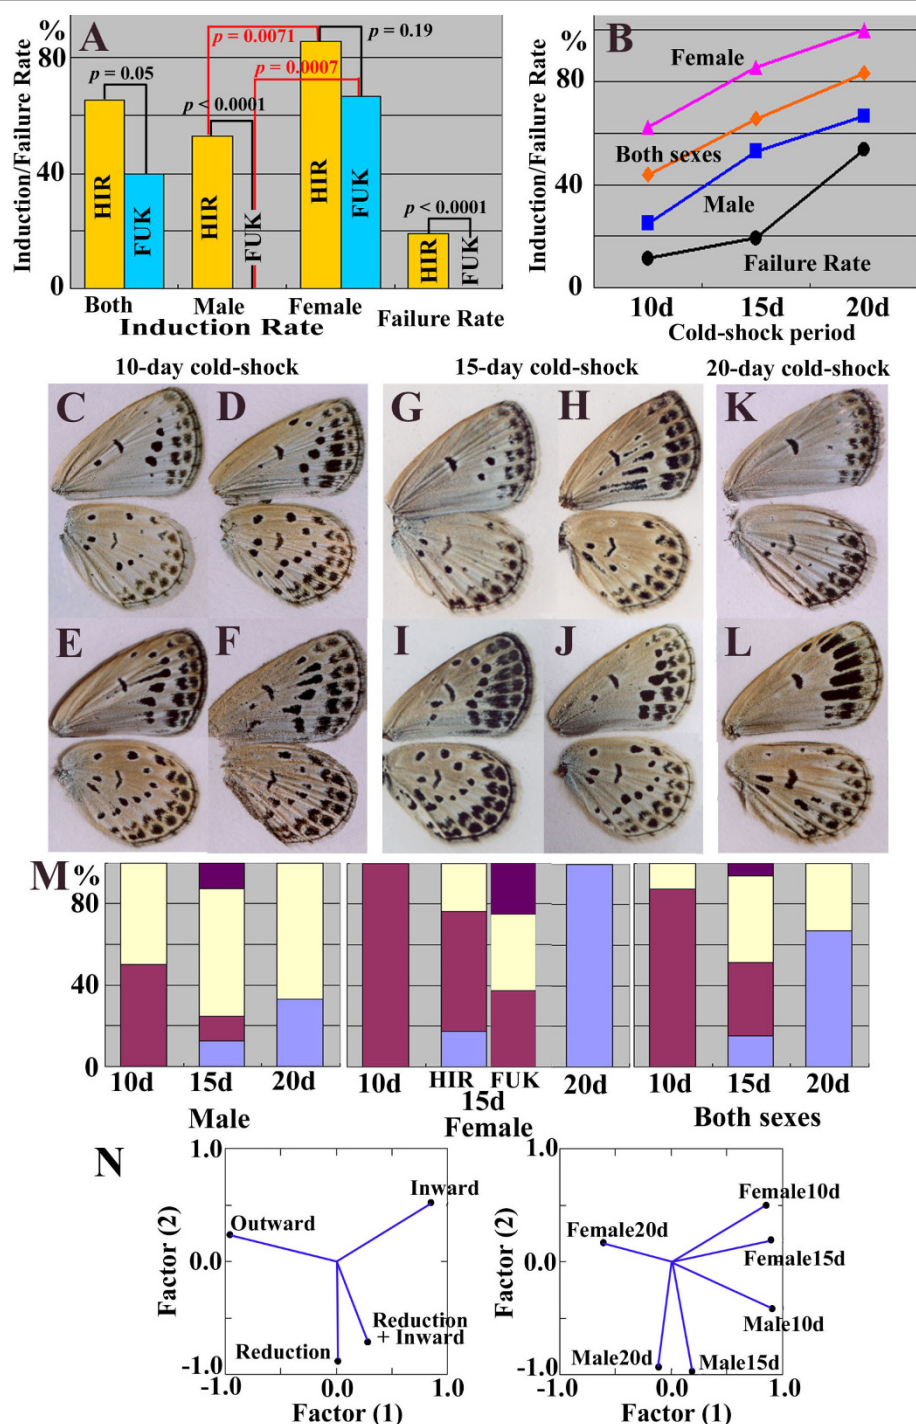 A
%
80
40
0
Induction/Failure Rate
p = 0.05
p < 0.0001
p = 0.0071
p = 0.0007
p = 0.19
p < 0.0001
HIR
FUK
HIR
FUK
HIR
FUK
HIR
FUK
Both
Male
Female
Failure Rate
Induction Rate
B
%
80
40
0
Induction/Failure Rate
Female
Both sexes
Male
Failure Rate
10d
15d
20d
Cold-shock period
10-day cold-shock
15-day cold-shock
20-day cold-shock
C
D
G
H
K
E
F
I
J
L
M
%
80
40
0
10d
15d
20d
Male
10d
HIR
FUK
15d
20d
Female
10d
15d
20d
Both sexes
N
1.0
0.0
-1.0
Factor (2)
Inward
Outward
Reduction
+ Inward
Reduction
-1.0
0.0
1.0
Factor (1)
1.0
0.0
-1.0
Factor (2)
Female10d
Female20d
Female15d
Male10d
Male20d
Male15d
-1.0
0.0
1.0
Factor (1)